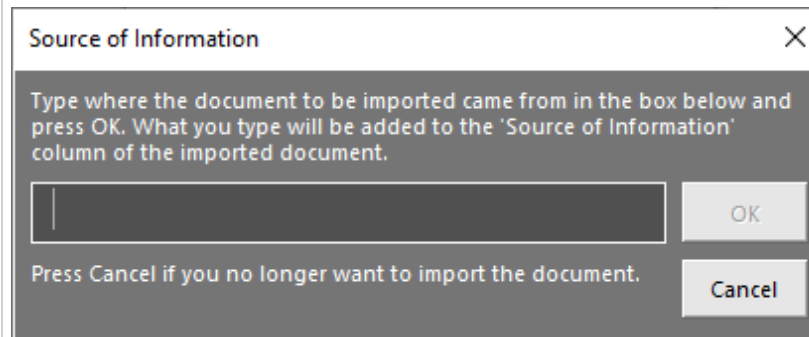 Source of Information
Type where the document to be imported came from in the box below and
press OK. What you type will be added to the 'Source of Information'
column of the imported document.
OK
Press Cancel if you no longer want to import the document.
Cancel